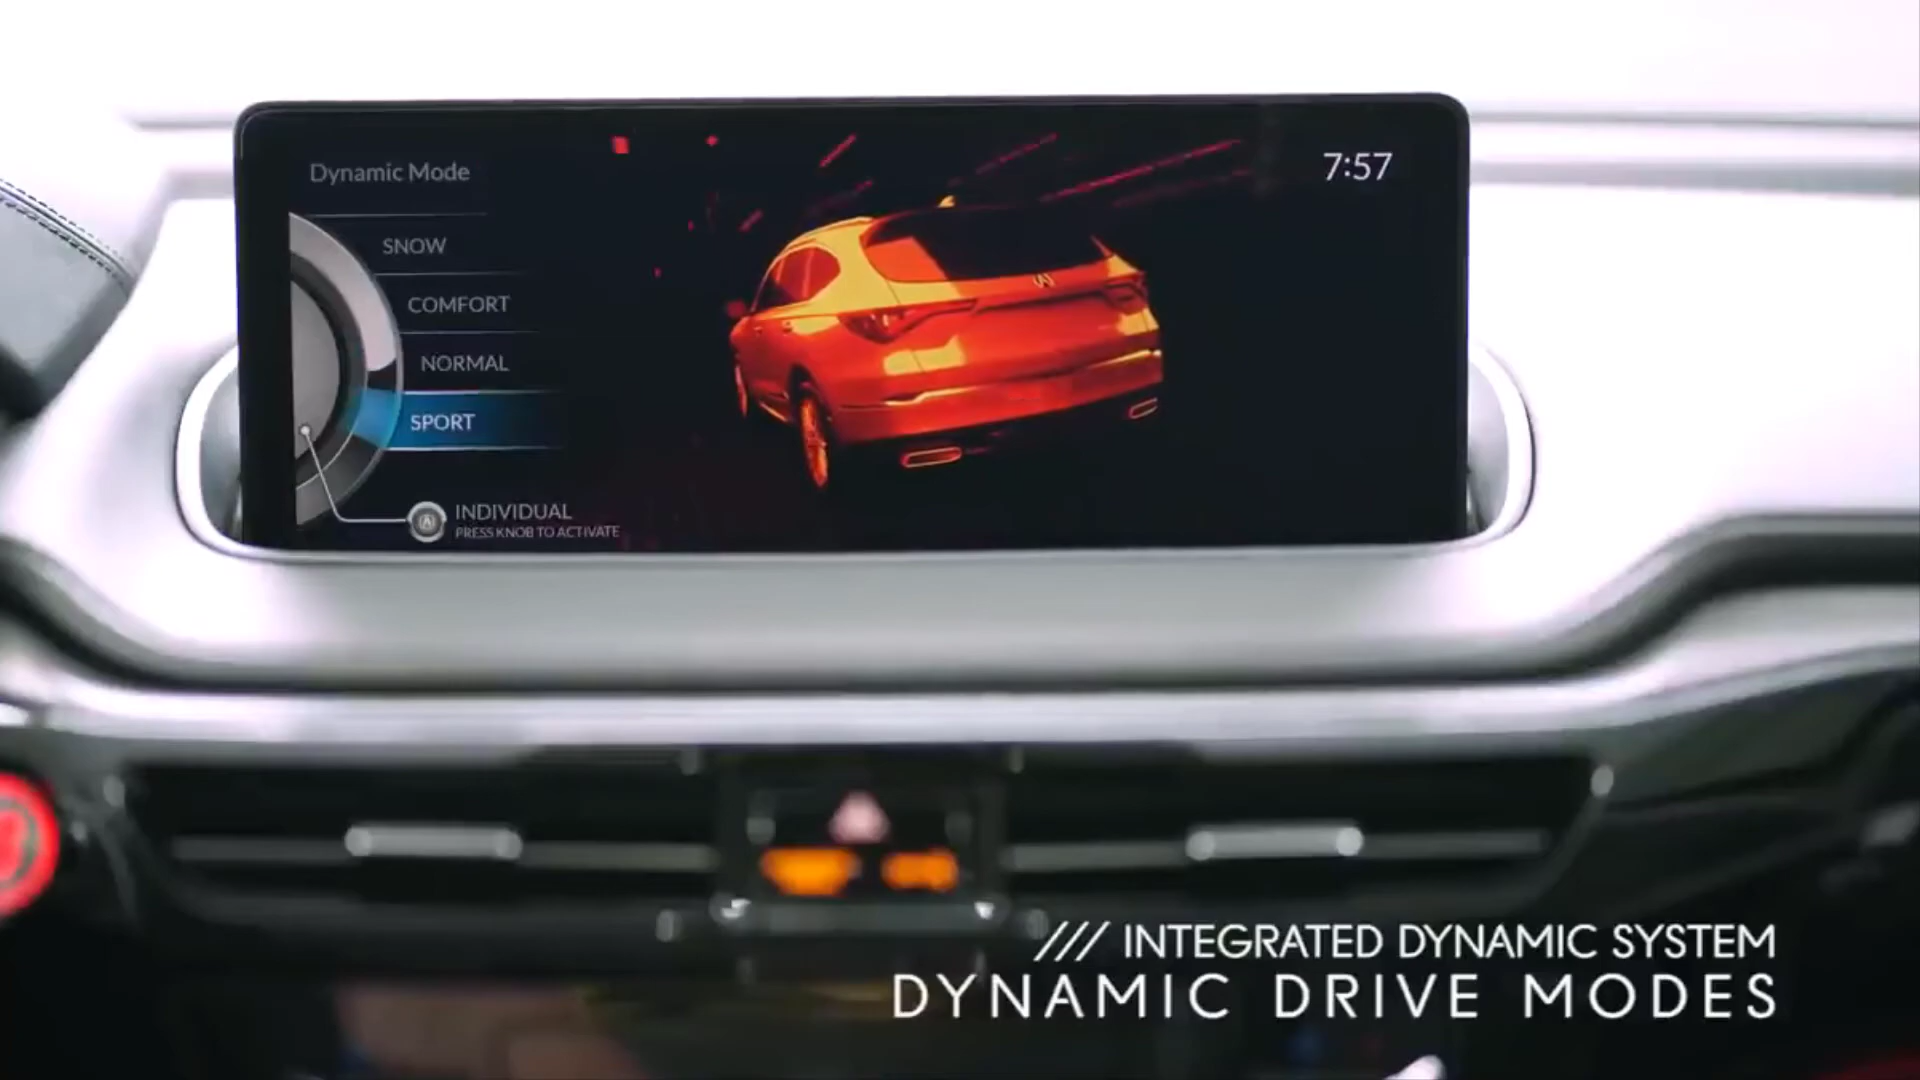 Dynamic Mode
7:57
SNOW
COMFORT
NORMAL
SPORT
INDIVIDUAL
PRESS KNOB TO ACTIVATE
/// INTEGRATED DYNAMIC SYSTEM
DYNAMIC DRIVE MODES